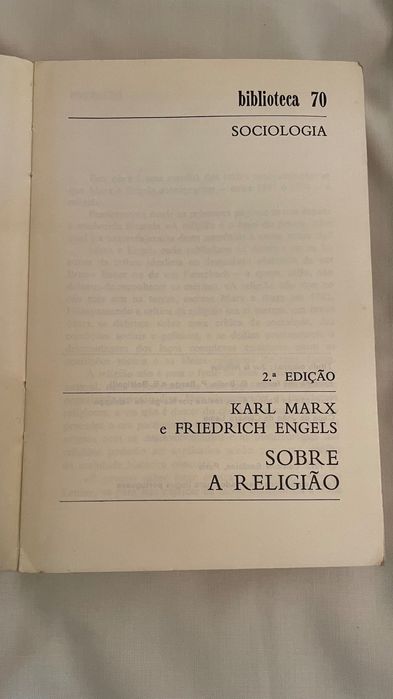 biblioteca 70
SOCIOLOGIA
2.ª EDIÇÃO
KARL MARX
e FRIEDRICH ENGELS
SOBRE
A RELIGIÃO